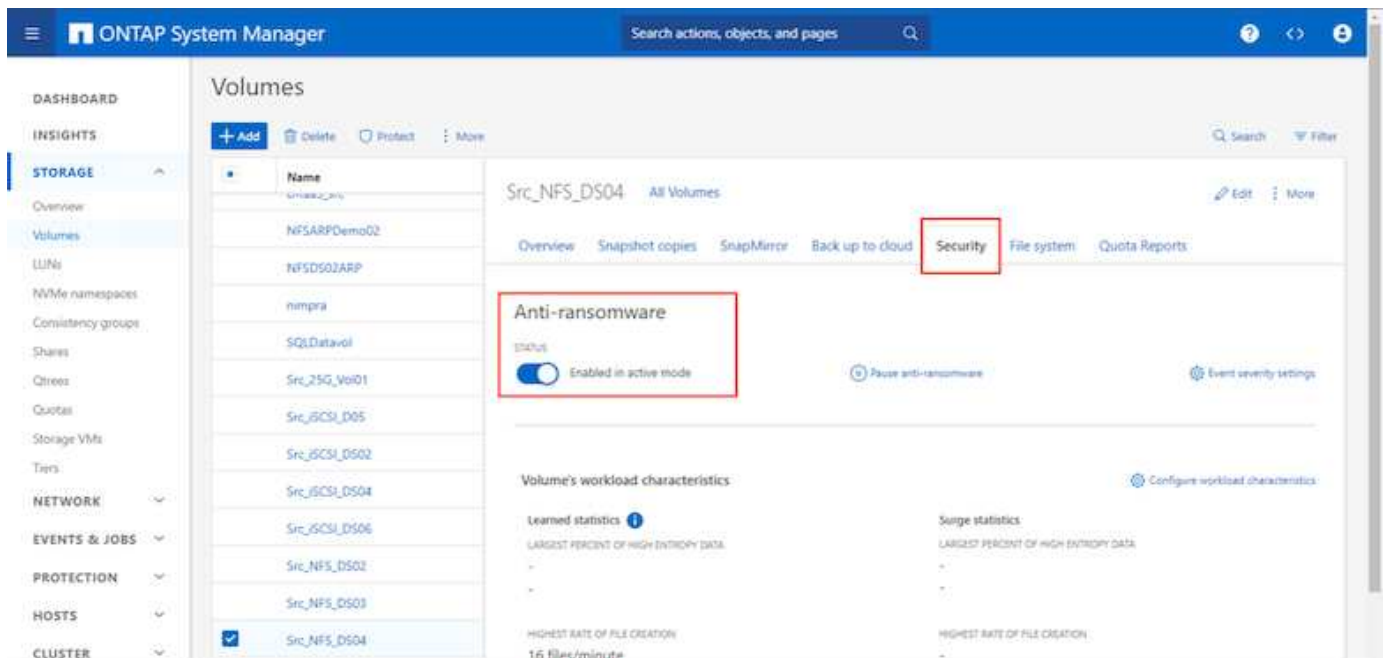 ONTAP System Manager
Search actions, objects, and pages
DASHBOARD
INSIGHTS
STORAGE
Overview
Volumes
LUNs
NVMe namespaces
Consistency groups
Shares
Qtrees
Quotas
Storage VMs
Tiers
NETWORK
EVENTS & JOBS
PROTECTION
HOSTS
CLUSTER
Volumes
Add
Delete
Protect
More
Search
Filter
Name
NFSARPDemo02
NFSDS02ARP
nimpra
SQLDatavol
Src_25G_Vol01
Src_iSCSI_D05
Src_iSCSI_DS02
Src_iSCSI_DS04
Src_iSCSI_DS06
Src_NFS_DS02
Src_NFS_DS03
Src_NFS_DS04
Src_NFS_DS04 All Volumes
Edit
More
Overview Snapshot copies SnapMirror Back up to cloud Security File system Quota Reports
Anti-ransomware
STATUS
Enabled in active mode
Pause anti-ransomware
Event severity settings
Volume's workload characteristics
Configure workload characteristics
Learned statistics
LARGEST PERCENT OF HIGH ENTROPY DATA
-
-
HIGHEST RATE OF FILE CREATION
16 files/minute
Surge statistics
LARGEST PERCENT OF HIGH ENTROPY DATA
-
-
HIGHEST RATE OF FILE CREATION
-